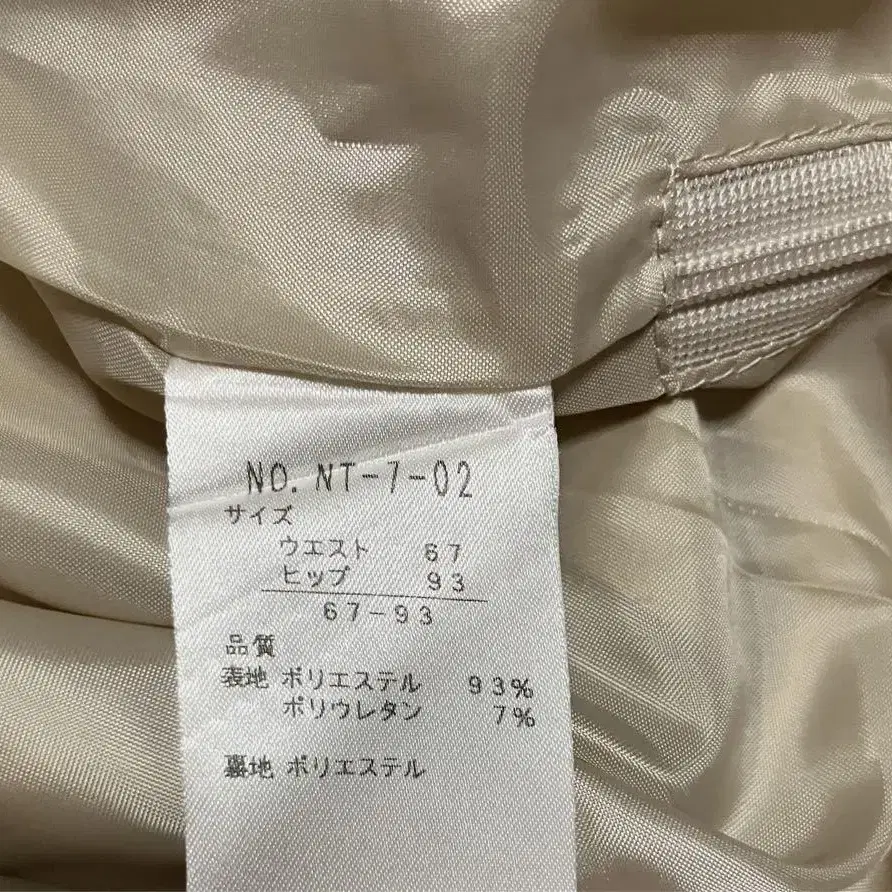 NO. NT-7-02
サイズ
ウエスト 67
ヒップ 93
67-93
品質
表地 ポリエステル 93%
ポリウレタン 7%
裏地 ポリエステル